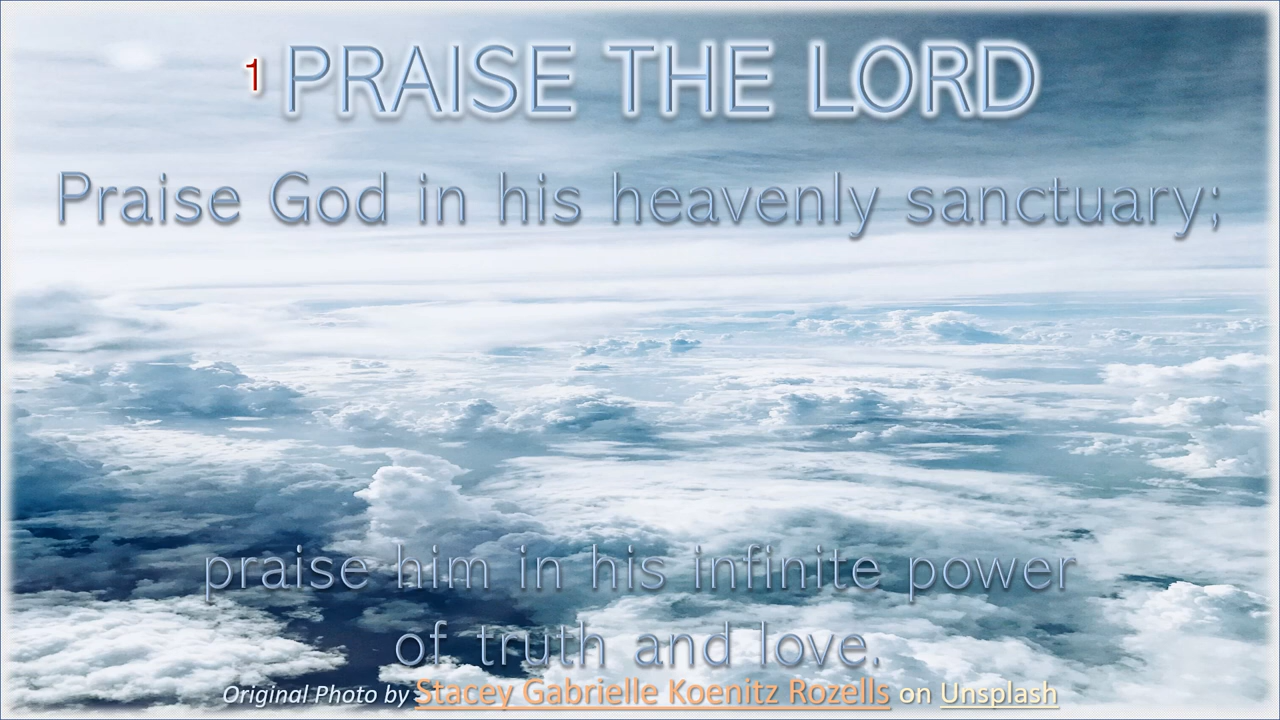 1 PRAISE THE LORD
Praise God in his heavenly sanctuary;
praise him in his infinite power
of truth and love.
Original Photo by Stacey Gabrielle Koenitz Rozells on Unsplash